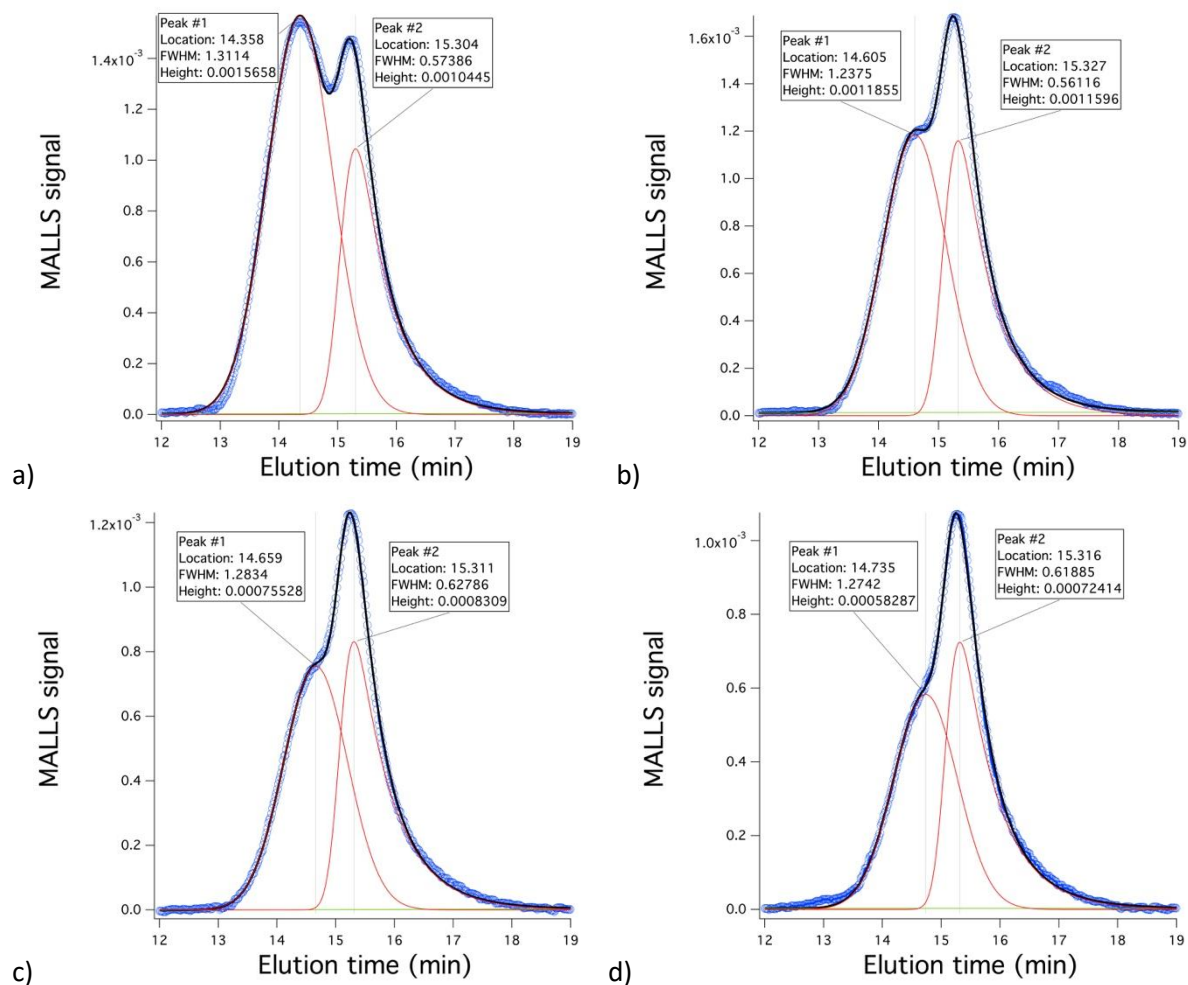 Peak #1
Location: 14.358
FWHM: 1.3114
Height: 0.0015658
Peak #2
Location: 15.304
FWHM: 0.57386
Height: 0.0010445
1.4x10-3
1.2
1.0
0.8
0.6
0.4
0.2
0.0
MALLS signal
12 13 14 15 16 17 18 19
Elution time (min)
a)
Peak #1
Location: 14.605
FWHM: 1.2375
Height: 0.0011855
Peak #2
Location: 15.327
FWHM: 0.56116
Height: 0.0011596
1.6x10-3
1.4
1.2
1.0
0.8
0.6
0.4
0.2
0.0
MALLS signal
12 13 14 15 16 17 18 19
Elution time (min)
b)
Peak #1
Location: 14.659
FWHM: 1.2834
Height: 0.00075528
Peak #2
Location: 15.311
FWHM: 0.62786
Height: 0.0008309
1.2x10-3
1.0
0.8
0.6
0.4
0.2
0.0
MALLS signal
12 13 14 15 16 17 18 19
Elution time (min)
c)
Peak #1
Location: 14.735
FWHM: 1.2742
Height: 0.00058287
Peak #2
Location: 15.316
FWHM: 0.61885
Height: 0.00072414
1.0x10-3
0.8
0.6
0.4
0.2
0.0
MALLS signal
12 13 14 15 16 17 18 19
Elution time (min)
d)